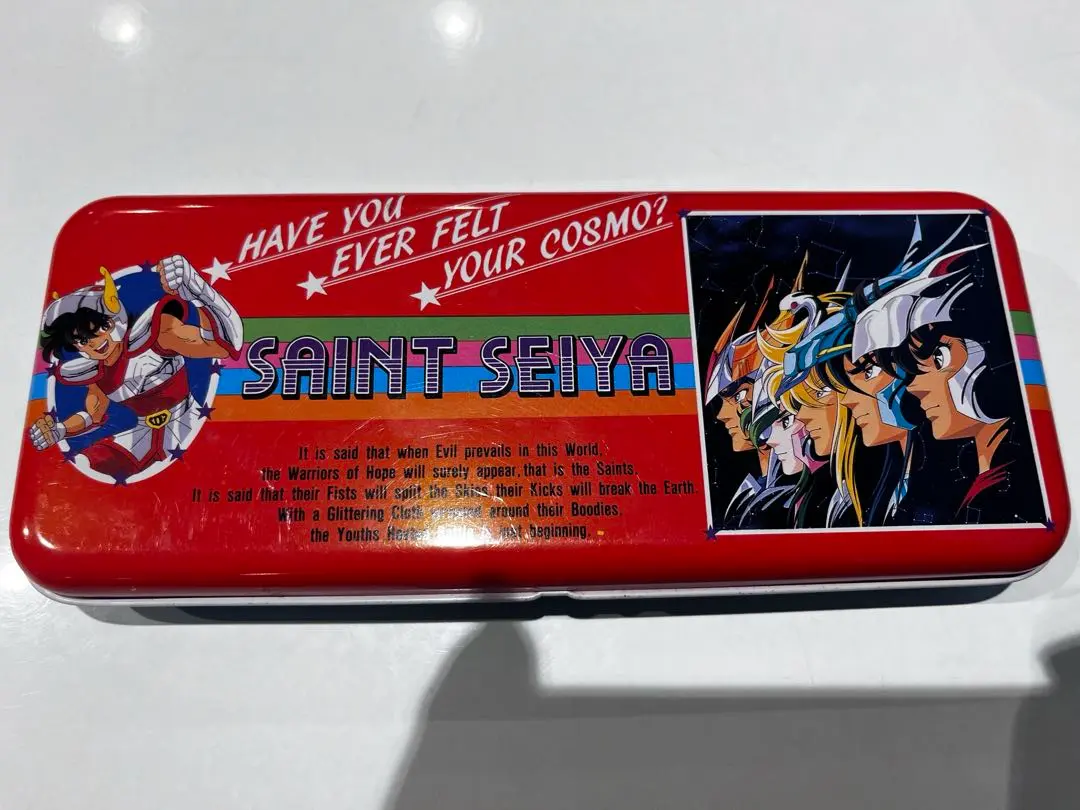 HAVE YOU
EVER FELT
YOUR COSMO?
SAINT SEIYA
It is said that when Evil prevails in this World,
the Warriors of Hope will surely appear, that is the Saints.
It is said that their Fists will split the Skies their Kicks will break the Earth.
With a Glittering Cloth around their Boodies,
the Youths just beginning.